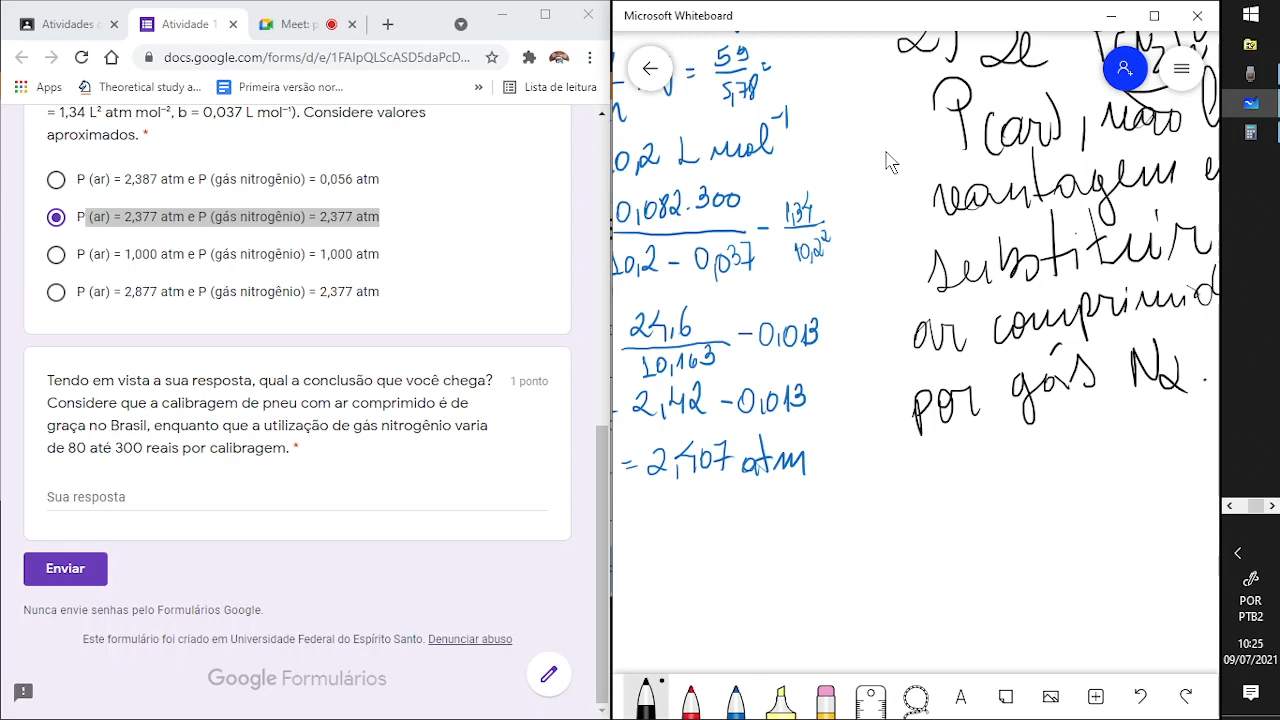 Atividades d
Atividade 1
Meet: p
docs.google.com/forms/d/e/1FAIpQLScASD5daPcD...
Theoretical study a...
Primeira
Lista de leitura
= 1,34 L² atm mol⁻², b = 0,037 L mol⁻¹). Considere valores
aproximados. *
P (ar) = 2,387 atm e P (gás nitrogênio) = 0,056 atm
P (ar) = 2,377 atm e P (gás nitrogênio) = 2,377 atm
P (ar) = 1,000 atm e P (gás nitrogênio) = 1,000 atm
P (ar) = 2,877 atm e P (gás nitrogênio) = 2,377 atm
Tendo em vista a sua resposta, qual a conclusão que você chega?
1 ponto
Considere que a calibragem de pneu com ar comprimido é de
graça no Brasil, enquanto que a utilização de gás nitrogênio varia
de 80 até 300 reais por calibragem. *
Sua resposta
Enviar
Nunca envie senhas pelo Formulários Google.
Este formulário foi criado em Universidade Federal do Espírito Santo. Denunciar abuso
Google Formulários
Microsoft Whiteboard
= 59/5,78 =
0,2 L mol⁻¹
0,082.300
10,2 - 0,037
- 1,34/10,2²
24,6/10,163 - 0,013
2,42 - 0,013
= 2,407 atm
2) Se
P(ar), não
vantagem
substituir
ar comprimid
por gás N2.
POR
PTB2
10:25
09/07/2021